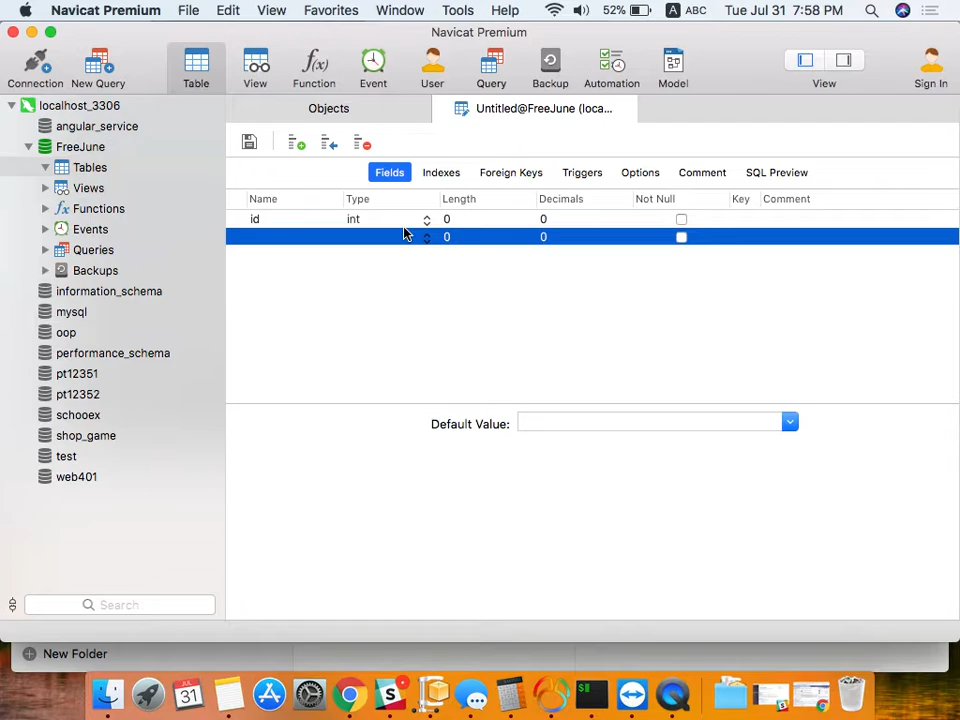 Navicat Premium File Edit View Favorites Window Tools Help 52% A ABC Tue Jul 31 7:58 PM
Navicat Premium
Connection New Query Table View Function Event User Query Backup Automation Model View Sign In
Objects Untitled@FreeJune (loca...
Fields Indexes Foreign Keys Triggers Options Comment SQL Preview
Name Type Length Decimals Not Null Key Comment
id int 0 0
0 0
Default Value:
localhost_3306
angular_service
FreeJune
Tables
Views
Functions
Events
Queries
Backups
information_schema
mysql
oop
performance_schema
pt12351
pt12352
schooex
shop_game
test
web401
Search
New Folder
JUL
31